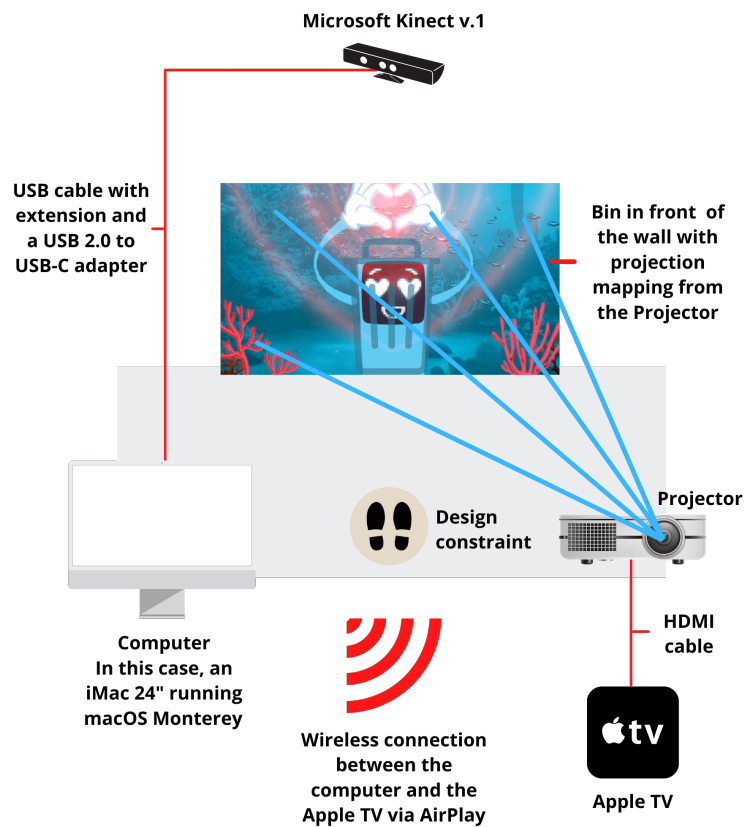 Microsoft Kinect v.1
USB cable with
extension and
a USB 2.0 to
USB-C adapter
Bin in front of
the wall with
projection
mapping from
the Projector
Projector
Design
constraint
HDMI
cable
Computer
In this case, an
iMac 24" running
macOS Monterey
Wireless connection
between the
computer and the
Apple TV via AirPlay
tv
Apple TV